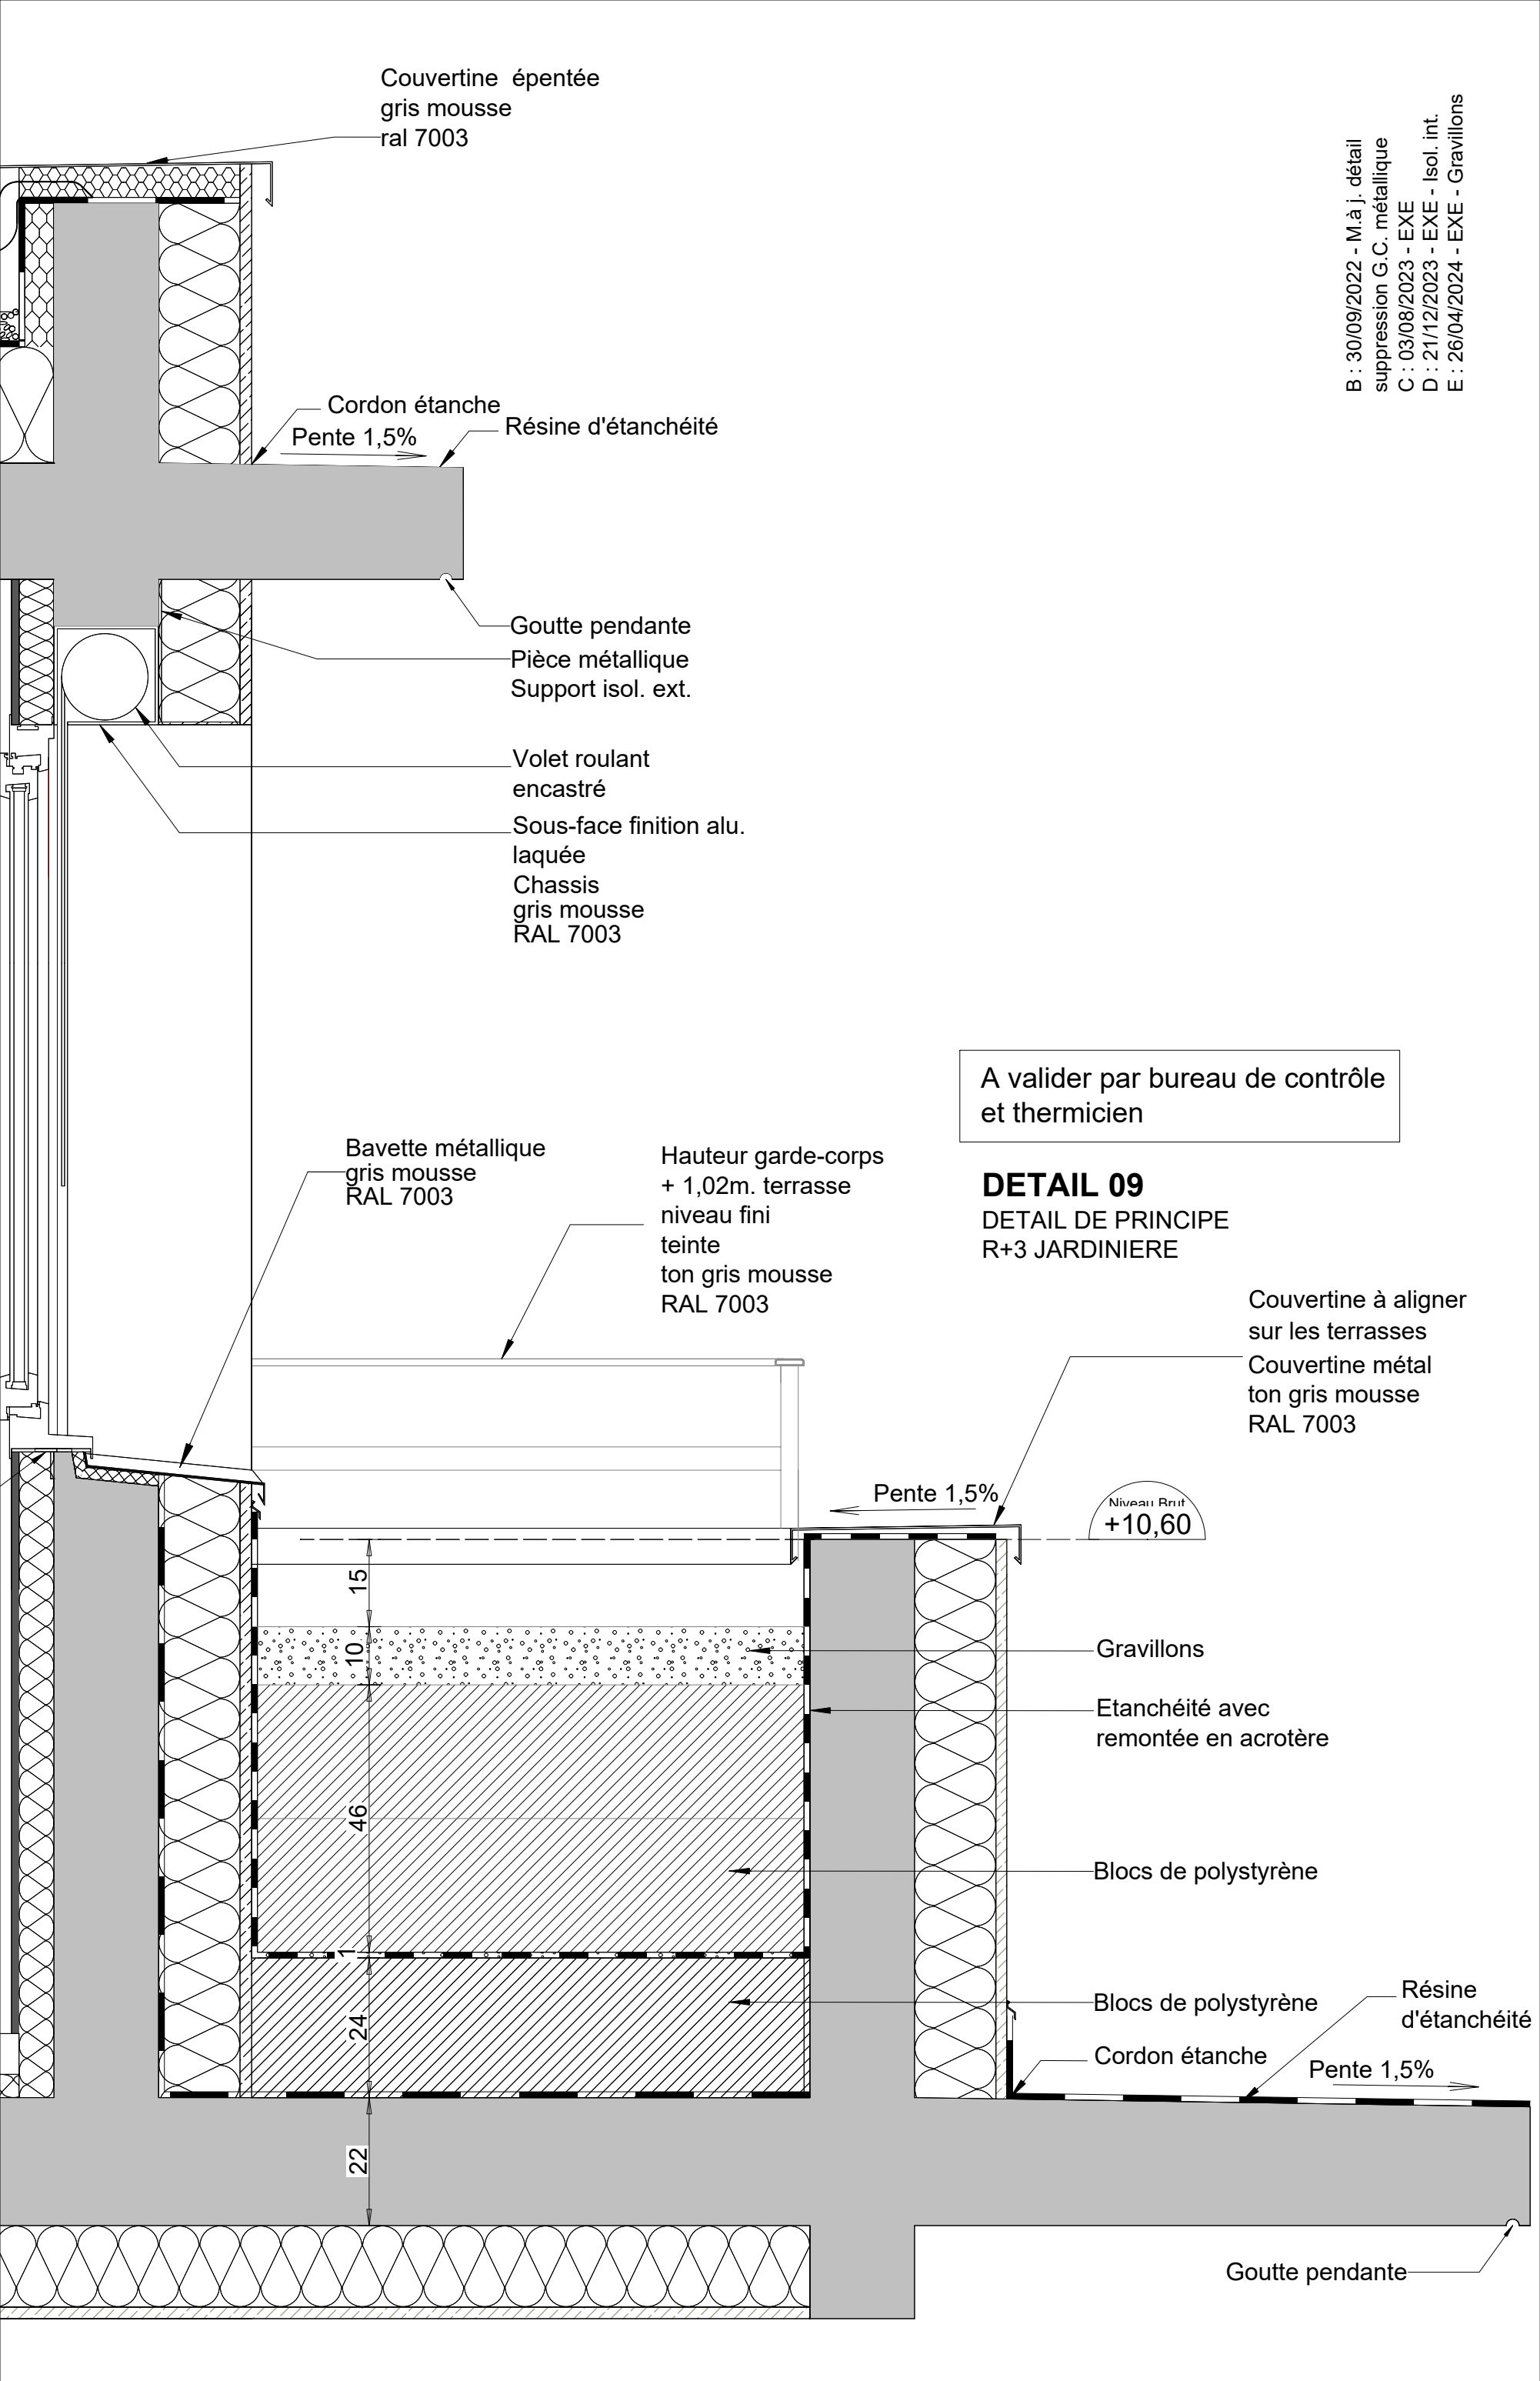 Couvertine  épentée
gris mousse
ral 7003
B : 30/09/2022 - M.à j. détail
suppression G.C. métallique
C : 03/08/2023 - EXE
D : 21/12/2023 - EXE - Isol. int.
E : 26/04/2024 - EXE - Gravillons
Cordon étanche
Pente 1,5%
Résine d'étanchéité
Goutte pendante
Pièce métallique
Support isol. ext.
Volet roulant
encastré
Sous-face finition alu.
laquée
Chassis
gris mousse
RAL 7003
A valider par bureau de contrôle
et thermicien
DETAIL 09
DETAIL DE PRINCIPE
R+3 JARDINIERE
Bavette métallique
gris mousse
RAL 7003
Hauteur garde-corps
+ 1,02m. terrasse
niveau fini
teinte
ton gris mousse
RAL 7003
Couvertine à aligner
sur les terrasses
Couvertine métal
ton gris mousse
RAL 7003
Pente 1,5%
Niveau Brut
+10,60
15
10
46
1
24
22
Gravillons
Etanchéité avec
remontée en acrotère
Blocs de polystyrène
Blocs de polystyrène
Résine
d'étanchéité
Cordon étanche
Pente 1,5%
Goutte pendante